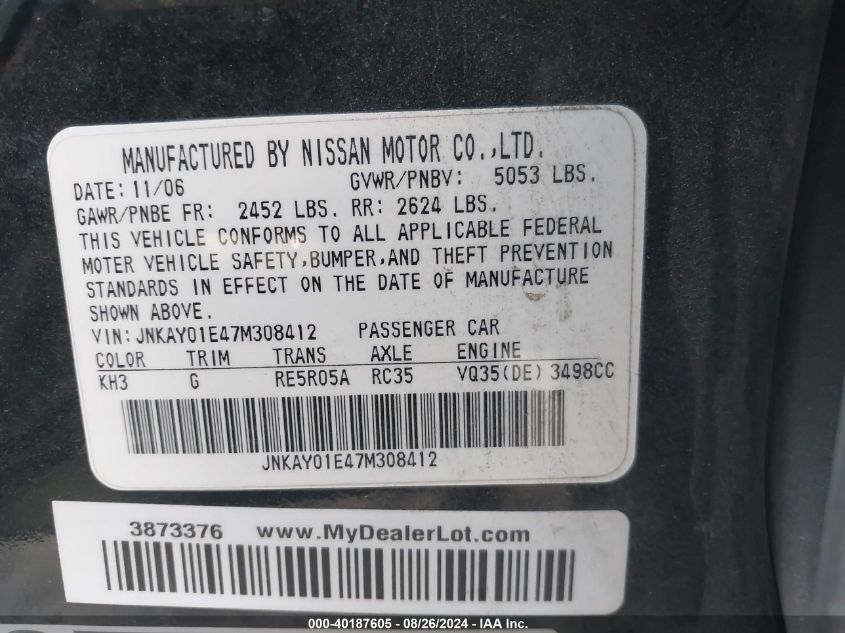 MANUFACTURED BY NISSAN MOTOR CO.,LTD.
DATE: 11/06 GVWR/PNBV: 5053 LBS.
GAWR/PNBE FR: 2452 LBS. RR: 2624 LBS.
THIS VEHICLE CONFORMS TO ALL APPLICABLE FEDERAL
MOTER VEHICLE SAFETY,BUMPER,AND THEFT PREVENTION
STANDARDS IN EFFECT ON THE DATE OF MANUFACTURE
SHOWN ABOVE.
VIN: JNKAY01E47M308412 PASSENGER CAR
COLOR TRIM TRANS AXLE ENGINE
KH3 G RE5R05A RC35 VQ35(DE) 3498CC
JNKAY01E47M308412
3873376 www.MyDealerLot.com
000-40187605 - 08/26/2024 - IAA Inc.